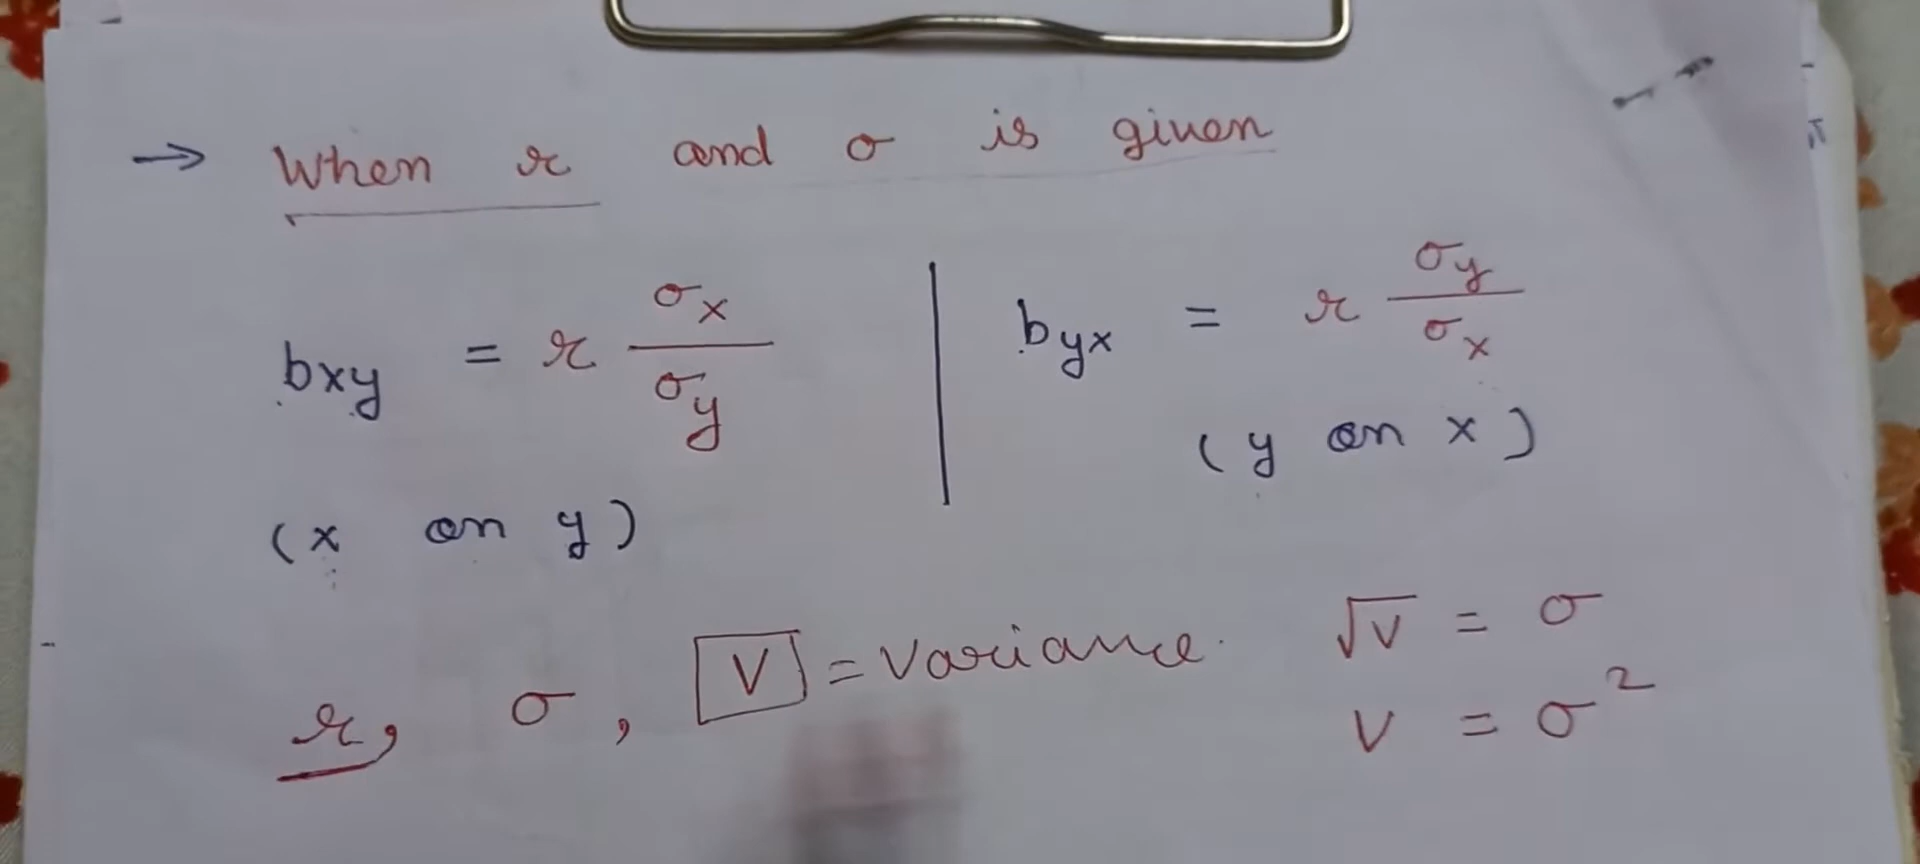 → When r and σ is given
bxy = r σx / σy
(x on y)
byx = r σy / σx
(y on x)
r, σ, V = Variance.
√V = σ
V = σ²